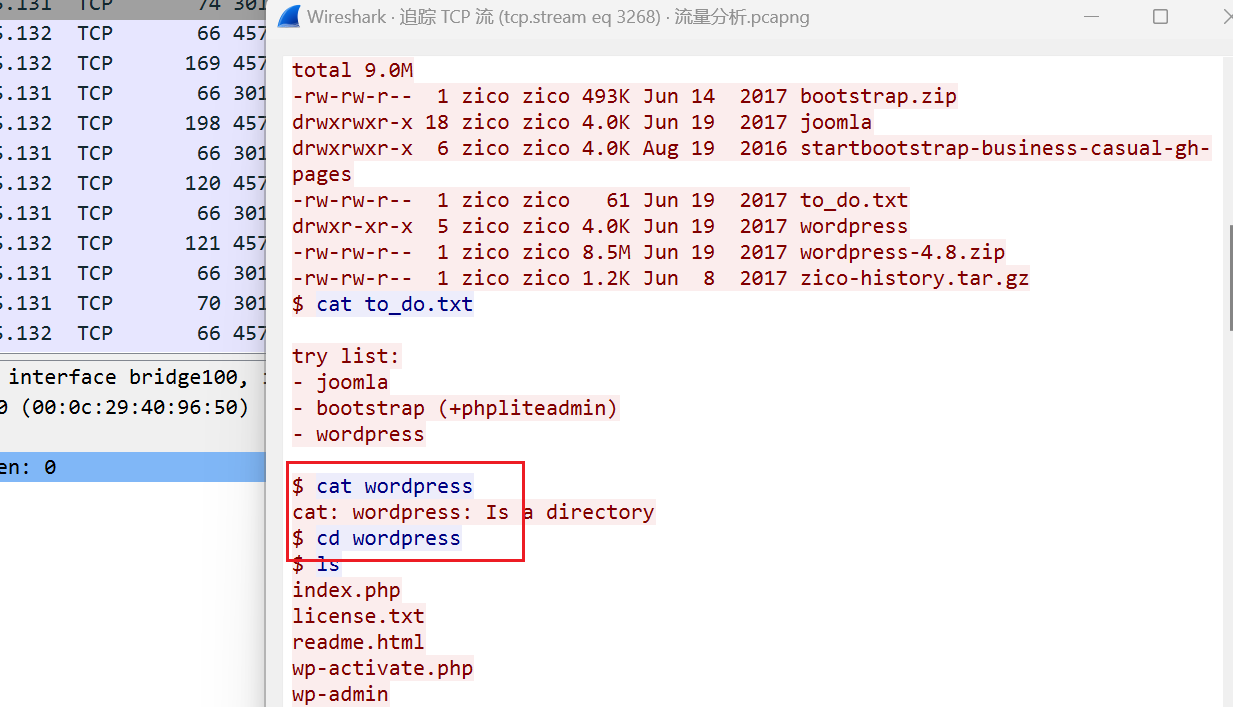 5.131 TCP 74 301
5.132 TCP 66 457
5.132 TCP 169 457
5.131 TCP 66 301
5.132 TCP 198 457
5.131 TCP 66 301
5.132 TCP 120 457
5.131 TCP 66 301
5.132 TCP 121 457
5.131 TCP 66 301
5.131 TCP 70 301
5.132 TCP 66 457
interface bridge100,
0 (00:0c:29:40:96:50)
en: 0
Wireshark · 追踪 TCP 流 (tcp.stream eq 3268) · 流量分析.pcapng
total 9.0M
-rw-rw-r--  1 zico zico 493K Jun 14  2017 bootstrap.zip
drwxrwxr-x 18 zico zico 4.0K Jun 19  2017 joomla
drwxrwxr-x  6 zico zico 4.0K Aug 19  2016 startbootstrap-business-casual-gh-
pages
-rw-rw-r--  1 zico zico   61 Jun 19  2017 to_do.txt
drwxr-xr-x  5 zico zico 4.0K Jun 19  2017 wordpress
-rw-rw-r--  1 zico zico 8.5M Jun 19  2017 wordpress-4.8.zip
-rw-rw-r--  1 zico zico 1.2K Jun  8  2017 zico-history.tar.gz
$ cat to_do.txt
try list:
- joomla
- bootstrap (+phpliteadmin)
- wordpress
$ cat wordpress
cat: wordpress: Is a directory
$ cd wordpress
$ ls
index.php
license.txt
readme.html
wp-activate.php
wp-admin